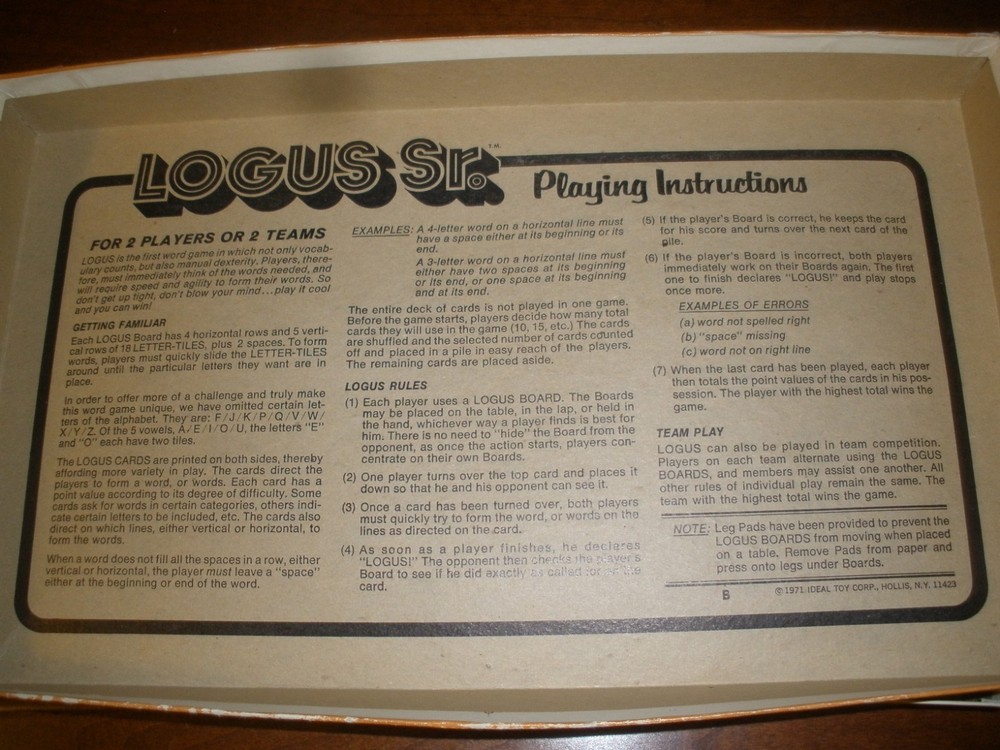 LOGUS Sr. T.M.
Playing Instructions
FOR 2 PLAYERS OR 2 TEAMS
LOGUS is the first word game in which not only vocab-
ulary counts, but also manual dexterity. Players, there-
fore, must immediately think of the words needed, and
will require speed and agility to form their words. So
don't get up tight, don't blow your mind...play it cool
and you can win!
GETTING FAMILIAR
Each LOGUS Board has 4 horizontal rows and 5 verti-
cal rows of 18 LETTER-TILES, plus 2 spaces. To form
words, players must quickly slide the LETTER-TILES
around until the particular letters they want are in
place.
In order to offer more of a challenge and truly make
this word game unique, we have omitted certain let-
ters of the alphabet. They are: F/J/K/P/Q/V/W/
X/Y/Z. Of the 5 vowels, A/E/I/O/U, the letters "E"
and "O" each have two tiles.
The LOGUS CARDS are printed on both sides, thereby
affording more variety in play. The cards direct the
players to form a word, or words. Each card has a
point value according to its degree of difficulty. Some
cards ask for words in certain categories, others indi-
cate certain letters to be included, etc. The cards also
direct on which lines, either vertical or horizontal, to
form the words.
When a word does not fill all the spaces in a row, either
vertical or horizontal, the player must leave a "space"
either at the beginning or end of the word.
EXAMPLES: A 4-letter word on a horizontal line must
have a space either at its beginning or its
end.
A 3-letter word on a horizontal line must
either have two spaces at its beginning
or its end, or one space at its beginning
and at its end.
The entire deck of cards is not played in one game.
Before the game starts, players decide how many total
cards they will use in the game (10, 15, etc.) The cards
are shuffled and the selected number of cards counted
off and placed in a pile in easy reach of the players.
The remaining cards are placed aside.
LOGUS RULES
(1) Each player uses a LOGUS BOARD. The Boards
may be placed on the table, in the lap, or held in
the hand, whichever way a player finds is best for
him. There is no need to "hide" the Board from the
opponent, as once the action starts, players con-
centrate on their own Boards.
(2) One player turns over the top card and places it
down so that he and his opponent can see it.
(3) Once a card has been turned over, both players
must quickly try to form the word, or words on the
lines as directed on the card.
(4) As soon as a player finishes, he declares
"LOGUS!" The opponent then checks the player's
Board to see if he did exactly as called for on the
card.
(5) If the player's Board is correct, he keeps the card
for his score and turns over the next card of the
pile.
(6) If the player's Board is incorrect, both players
immediately work on their Boards again. The first
one to finish declares "LOGUS!" and play stops
once more.
EXAMPLES OF ERRORS
(a) word not spelled right
(b) "space" missing
(c) word not on right line
(7) When the last card has been played, each player
then totals the point values of the cards in his pos-
session. The player with the highest total wins the
game.
TEAM PLAY
LOGUS can also be played in team competition.
Players on each team alternate using the LOGUS
BOARDS, and members may assist one another. All
other rules of individual play remain the same. The
team with the highest total wins the game.
NOTE: Leg Pads have been provided to prevent the
LOGUS BOARDS from moving when placed
on a table. Remove Pads from paper and
press onto legs under Boards.
B
© 1971 IDEAL TOY CORP., HOLLIS, N.Y. 11423